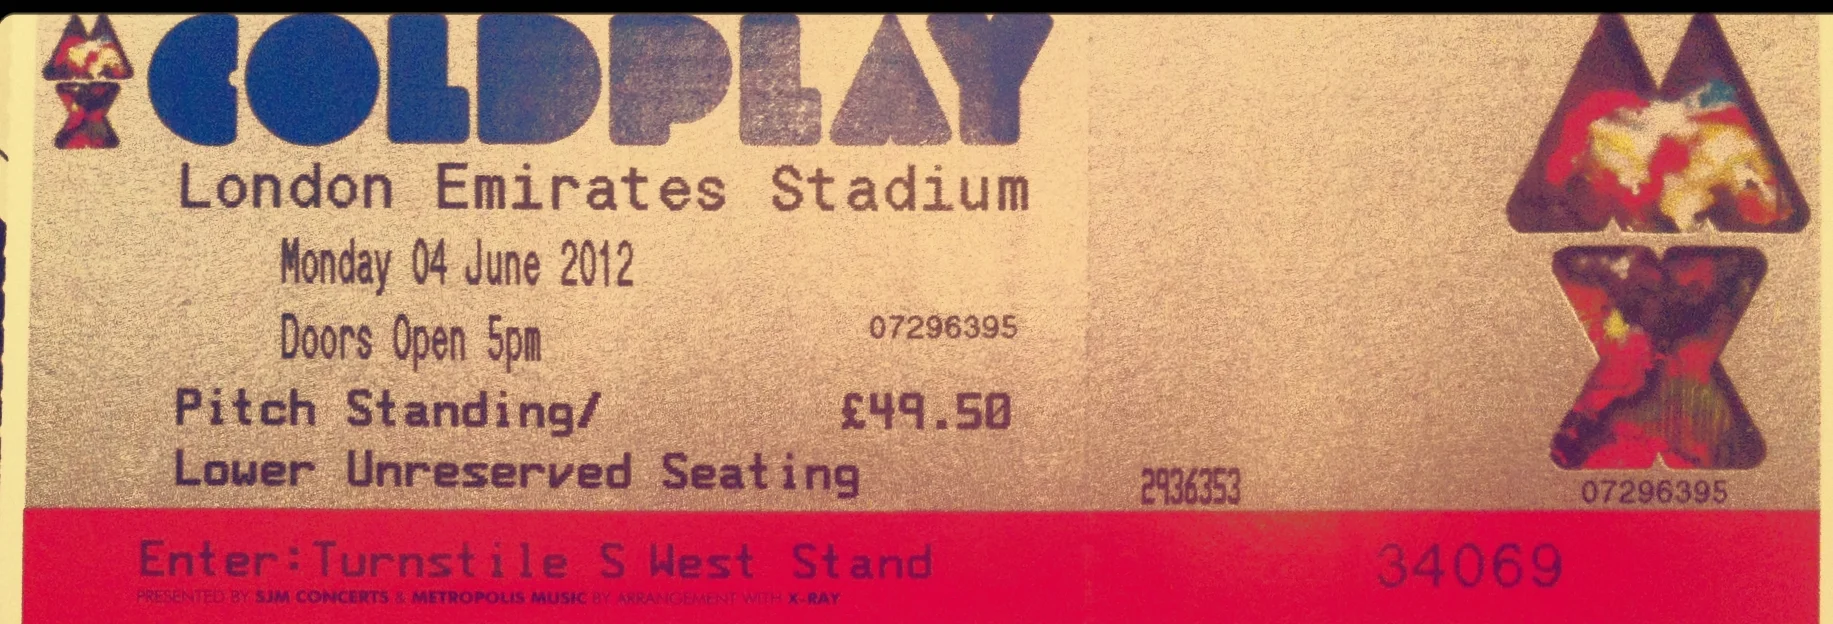 COLDPLAY
London Emirates Stadium
Monday 04 June 2012
Doors Open 5pm
07296395
Pitch Standing/ £49.50
Lower Unreserved Seating
2936353
07296395
Enter:Turnstile S West Stand
34069
PRESENTED BY SJM CONCERTS & METROPOLIS MUSIC BY ARRANGEMENT WITH X-RAY